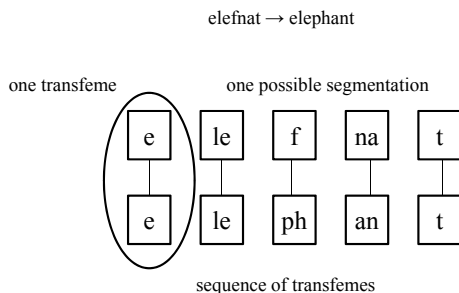 elefnat → elephant
one transfeme one possible segmentation
e le f na t
e le ph an t
sequence of transfemes